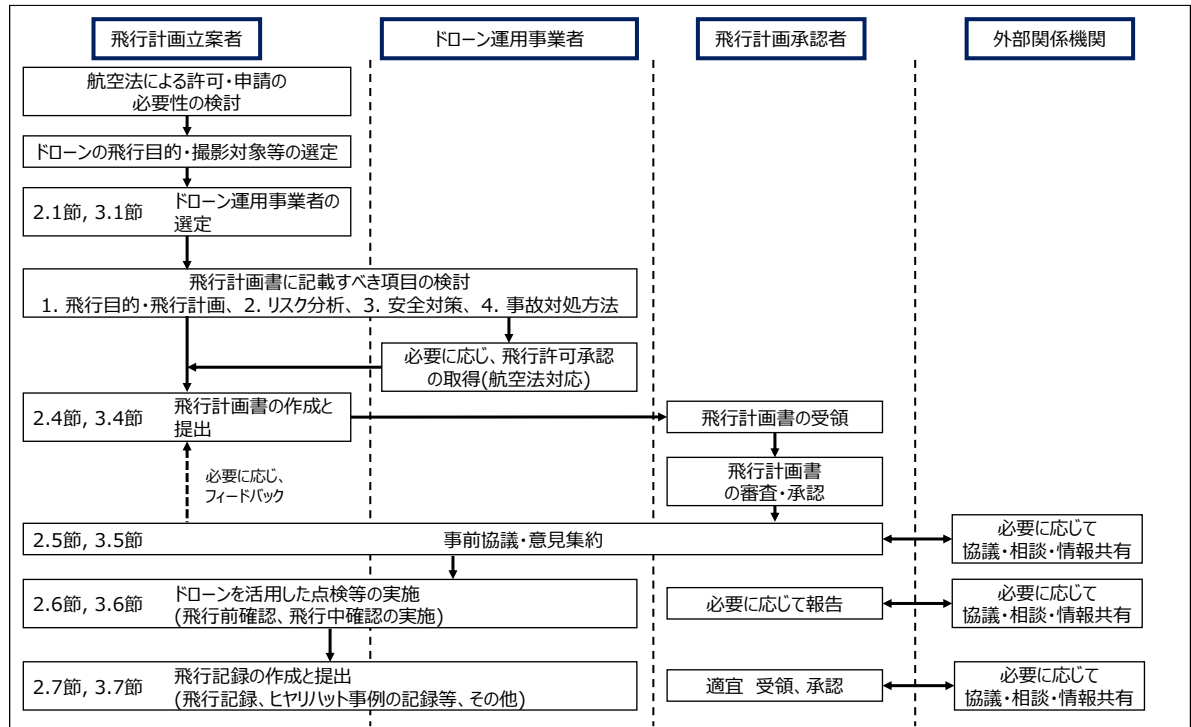 飛行計画立案者
ドローン運用事業者
飛行計画承認者
外部関係機関
航空法による許可・申請の
必要性の検討
ドローンの飛行目的・撮影対象等の選定
2.1節, 3.1節
ドローン運用事業者の
選定
飛行計画書に記載すべき項目の検討
1. 飛行目的・飛行計画、2. リスク分析、3. 安全対策、4. 事故対処方法
必要に応じ、飛行許可承認
の取得(航空法対応)
2.4節, 3.4節
飛行計画書の作成と
提出
飛行計画書の受領
必要に応じ、
フィードバック
飛行計画書
の審査・承認
2.5節, 3.5節
事前協議・意見集約
必要に応じて
協議・相談・情報共有
2.6節, 3.6節
ドローンを活用した点検等の実施
(飛行前確認、飛行中確認の実施)
必要に応じて報告
必要に応じて
協議・相談・情報共有
2.7節, 3.7節
飛行記録の作成と提出
(飛行記録、ヒヤリハット事例の記録等、その他)
適宜 受領、承認
必要に応じて
協議・相談・情報共有